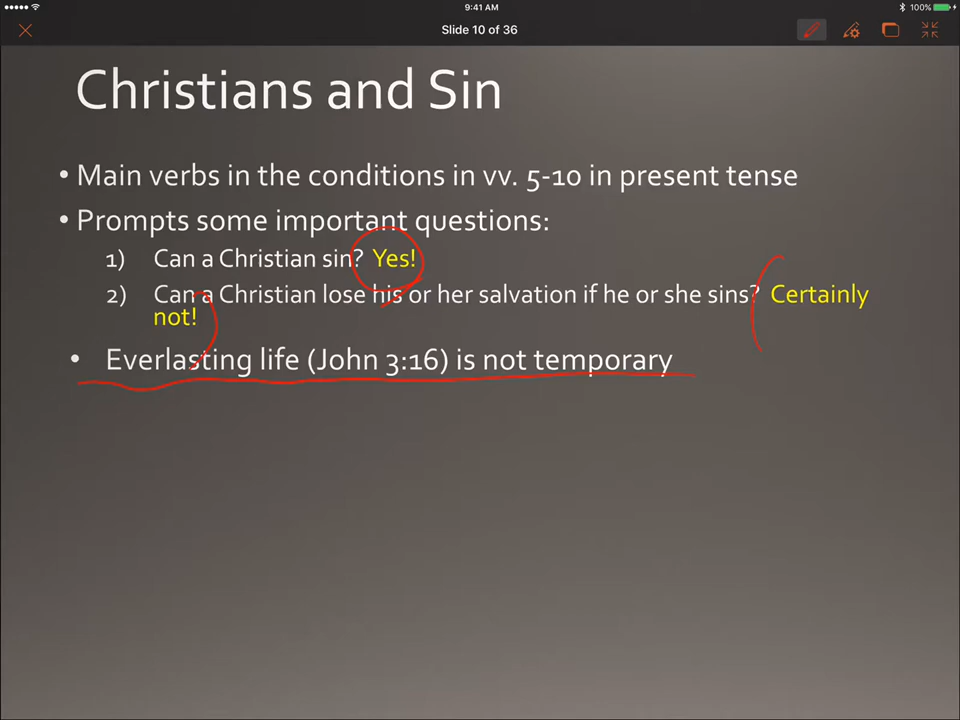 9:41 AM
100%
Slide 10 of 36
Christians and Sin
• Main verbs in the conditions in vv. 5-10 in present tense
• Prompts some important questions:
1) Can a Christian sin? Yes!
2) Can a Christian lose his or her salvation if he or she sins? Certainly
not!
• Everlasting life (John 3:16) is not temporary